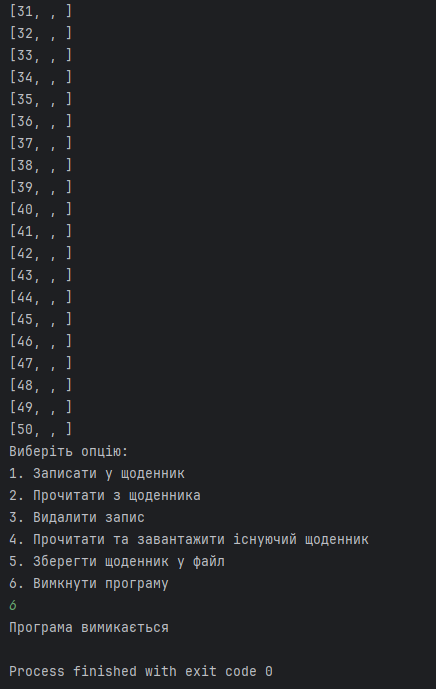 [31, , ]
[32, , ]
[33, , ]
[34, , ]
[35, , ]
[36, , ]
[37, , ]
[38, , ]
[39, , ]
[40, , ]
[41, , ]
[42, , ]
[43, , ]
[44, , ]
[45, , ]
[46, , ]
[47, , ]
[48, , ]
[49, , ]
[50, , ]
Виберіть опцію:
1. Записати у щоденник
2. Прочитати з щоденника
3. Видалити запис
4. Прочитати та завантажити існуючий щоденник
5. Зберегти щоденник у файл
6. Вимкнути програму
6
Програма вимикається
Process finished with exit code 0